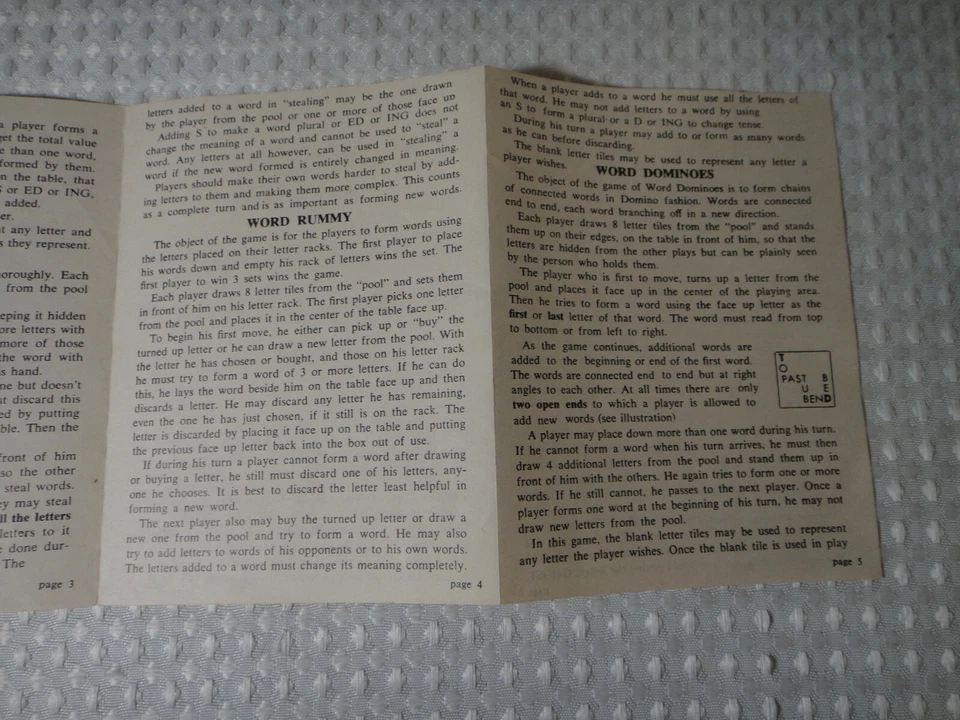 a player forms a
get the total value
e than one word,
formed by them.
n the table, that
S or ED or ING,
added.
er.
t any letter and
s they represent.
oroughly. Each
from the pool
eping it hidden
ore letters with
more of those
the word with
s hand.
ne but doesn't
st discard this
ed by putting
ble. Then the
front of him
so the other
steal words.
ey may steal
ll the letters
letters to it
e done dur-
The
page 3
letters added to a word in "stealing" may be the one drawn
by the player from the pool or one or more of those face up
Adding S to make a word plural or ED or ING does not
change the meaning of a word and cannot be used to "steal" a
word. Any letters at all however, can be used in "stealing" a
word if the new word formed is entirely changed in meaning.
Players should make their own words harder to steal by add-
ing letters to them and making them more complex. This counts
as a complete turn and is as important as forming new words.
WORD RUMMY
The object of the game is for the players to form words using
the letters placed on their letter racks. The first player to place
his words down and empty his rack of letters wins the set. The
first player to win 3 sets wins the game.
Each player draws 8 letter tiles from the "pool" and sets them
in front of him on his letter rack. The first player picks one letter
from the pool and places it in the center of the table face up.
To begin his first move, he either can pick up or "buy" the
turned up letter or he can draw a new letter from the pool. With
the letter he has chosen or bought, and those on his letter rack
he must try to form a word of 3 or more letters. If he can do
this, he lays the word beside him on the table face up and then
discards a letter. He may discard any letter he has remaining,
even the one he has just chosen, if it still is on the rack. The
letter is discarded by placing it face up on the table and putting
the previous face up letter back into the box out of use.
If during his turn a player cannot form a word after drawing
or buying a letter, he still must discard one of his letters, any-
one he chooses. It is best to discard the letter least helpful in
forming a new word.
The next player also may buy the turned up letter or draw a
new one from the pool and try to form a word. He may also
try to add letters to words of his opponents or to his own words.
The letters added to a word must change its meaning completely.
page 4
When a player adds to a word he must use all the letters of
that word. He may not add letters to a word by using
an S to form a plural or a D or ING to change tense.
During his turn a player may add to or form as many words
as he can before discarding.
The blank letter tiles may be used to represent any letter a
player wishes.
WORD DOMINOES
The object of the game of Word Dominoes is to form chains
of connected words in Domino fashion. Words are connected
end to end, each word branching off in a new direction.
Each player draws 8 letter tiles from the "pool" and stands
them up on their edges, on the table in front of him, so that the
letters are hidden from the other plays but can be plainly seen
by the person who holds them.
The player who is first to move, turns up a letter from the
pool and places it face up in the center of the playing area.
Then he tries to form a word using the face up letter as the
first or last letter of that word. The word must read from top
to bottom or from left to right.
As the game continues, additional words are
added to the beginning or end of the first word.
The words are connected end to end but at right
angles to each other. At all times there are only
two open ends to which a player is allowed to
add new words (see illustration)
T
O
PAST B
U E
BEND
A player may place down more than one word during his turn.
If he cannot form a word when his turn arrives, he must then
draw 4 additional letters from the pool and stand them up in
front of him with the others. He again tries to form one or more
words. If he still cannot, he passes to the next player. Once a
player forms one word at the beginning of his turn, he may not
draw new letters from the pool.
In this game, the blank letter tiles may be used to represent
any letter the player wishes. Once the blank tile is used in play
page 5